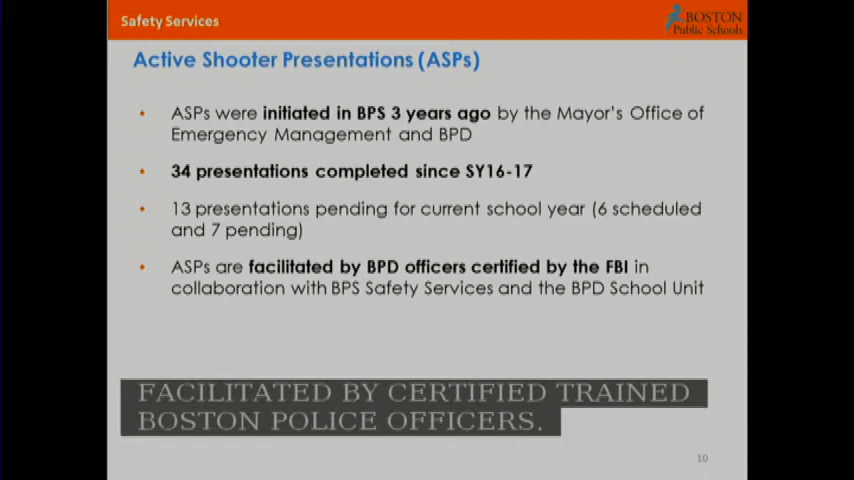 Safety Services
BOSTON
Public Schools
Active Shooter Presentations (ASPs)
• ASPs were initiated in BPS 3 years ago by the Mayor's Office of
Emergency Management and BPD
• 34 presentations completed since SY16-17
• 13 presentations pending for current school year (6 scheduled
and 7 pending)
• ASPs are facilitated by BPD officers certified by the FBI in
collaboration with BPS Safety Services and the BPD School Unit
FACILITATED BY CERTIFIED TRAINED
BOSTON POLICE OFFICERS.
10